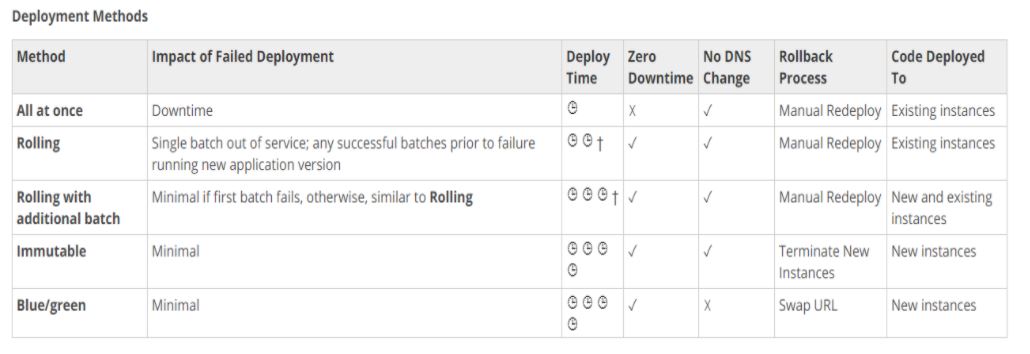 Deployment Methods
Method Impact of Failed Deployment Deploy Time Zero Downtime No DNS Change Rollback Process Code Deployed To
All at once Downtime 🕒 X ✓ Manual Redeploy Existing instances
Rolling Single batch out of service; any successful batches prior to failure running new application version 🕒 🕒 † ✓ ✓ Manual Redeploy Existing instances
Rolling with additional batch Minimal if first batch fails, otherwise, similar to Rolling 🕒 🕒 🕒 † ✓ ✓ Manual Redeploy New and existing instances
Immutable Minimal 🕒 🕒 🕒 🕒 ✓ ✓ Terminate New Instances New instances
Blue/green Minimal 🕒 🕒 🕒 🕒 ✓ X Swap URL New instances